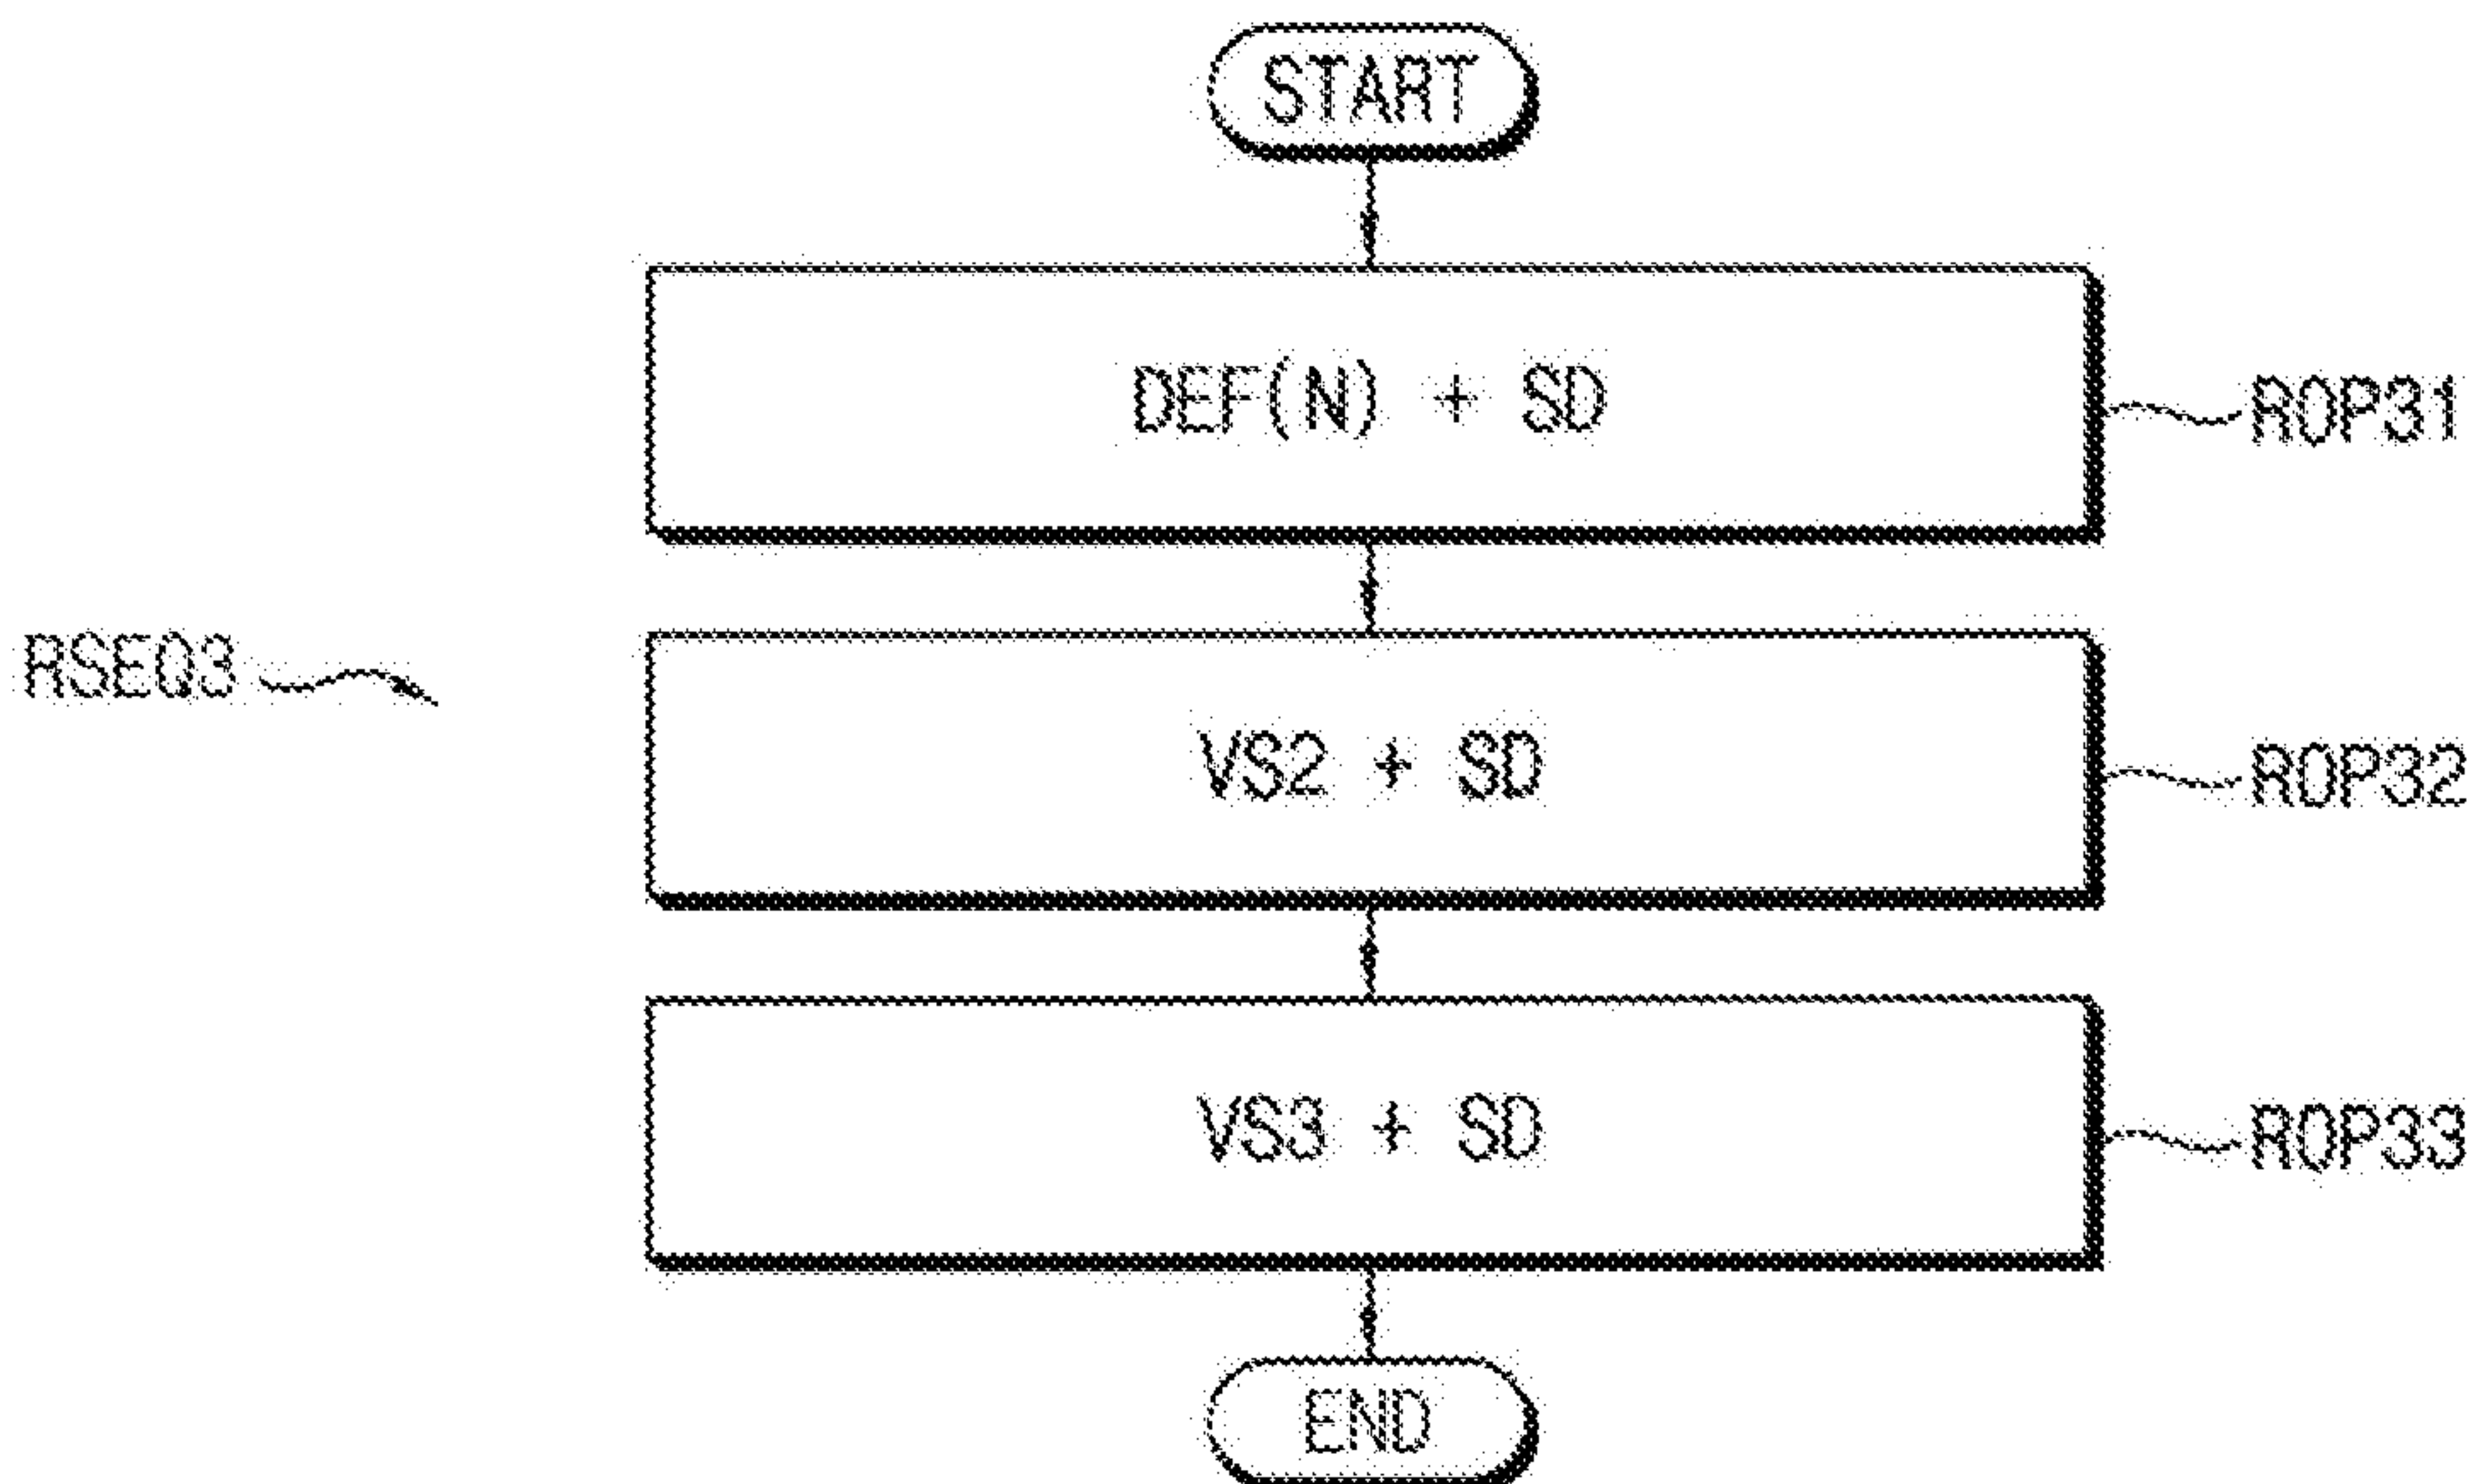 START
DEF(N) + SD
ROP31
RSEQ3
VS2 + SD
ROP32
VS3 + SD
ROP33
END